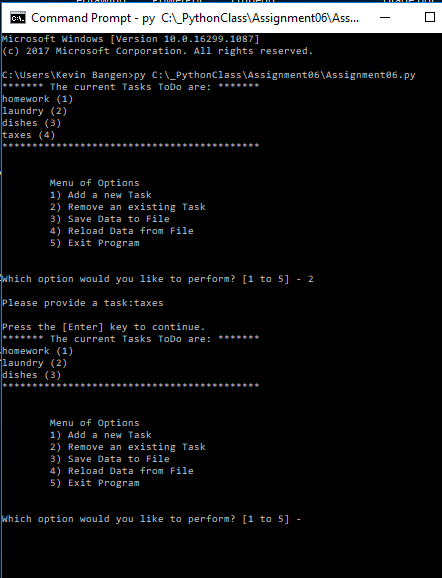 Command Prompt - py C:\_PythonClass\Assignment06\Ass...
Microsoft Windows [Version 10.0.16299.1087]
(c) 2017 Microsoft Corporation. All rights reserved.
C:\Users\Kevin Bangen>py C:\_PythonClass\Assignment06\Assignment06.py
******* The current Tasks ToDo are: *******
homework (1)
laundry (2)
dishes (3)
taxes (4)
*******************************************
Menu of Options
1) Add a new Task
2) Remove an existing Task
3) Save Data to File
4) Reload Data from File
5) Exit Program
Which option would you like to perform? [1 to 5] - 2
Please provide a task:taxes
Press the [Enter] key to continue.
******* The current Tasks ToDo are: *******
homework (1)
laundry (2)
dishes (3)
*******************************************
Menu of Options
1) Add a new Task
2) Remove an existing Task
3) Save Data to File
4) Reload Data from File
5) Exit Program
Which option would you like to perform? [1 to 5] -